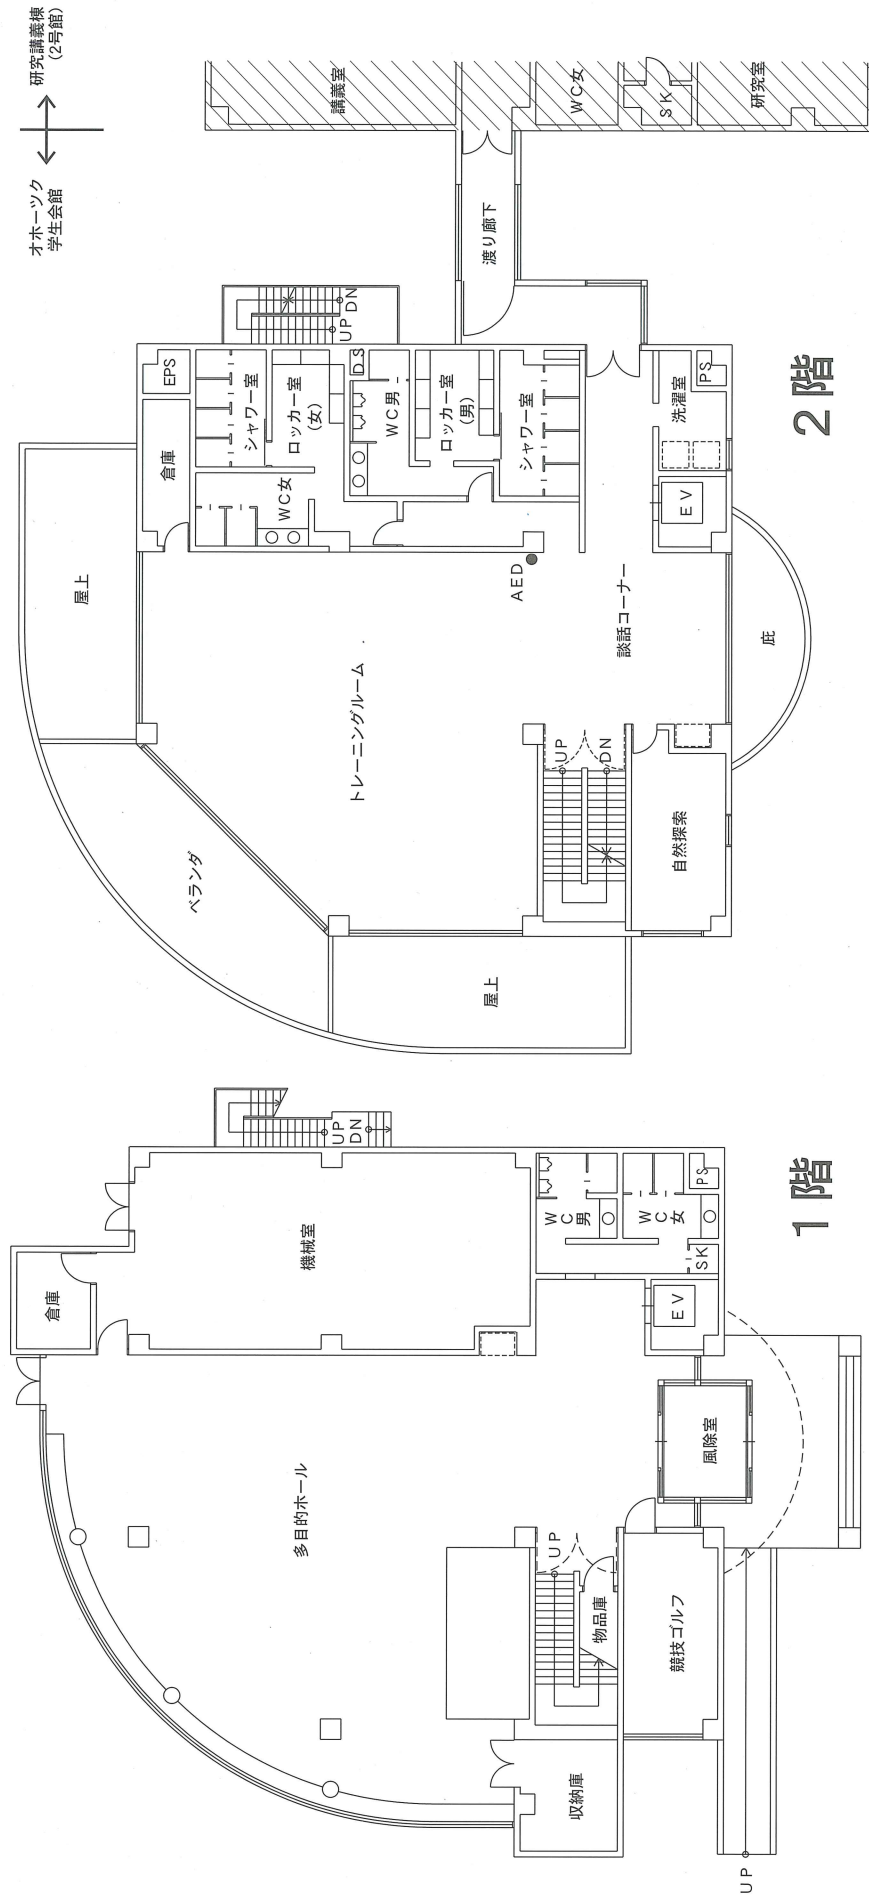 オホーツク
学生会館
研究講義棟
(2号館)
1階
倉庫
機械室
UP
DN
多目的ホール
WC男
WC女
PS
SK
EV
UP
物品庫
収納庫
競技ゴルフ
風除室
UP
2階
屋上
ベランダ
屋上
倉庫
EPS
シャワー室
ロッカー室
(女)
WC女
D.S
WC男
ロッカー室
(男)
シャワー室
UP
DN
トレーニングルーム
AED
談話コーナー
UP
DN
自然探索
洗濯室
PS
EV
庇
渡り廊下
講義室
WC女
SK
研究室